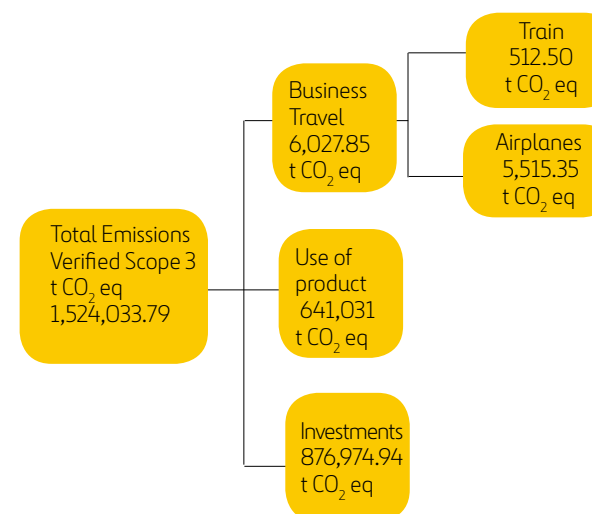 Train
512.50
t CO₂ eq
Business
Travel
6,027.85
t CO₂ eq
Airplanes
5,515.35
t CO₂ eq
Total Emissions
Verified Scope 3
t CO₂ eq
1,524,033.79
Use of
product
641,031
t CO₂ eq
Investments
876,974.94
t CO₂ eq